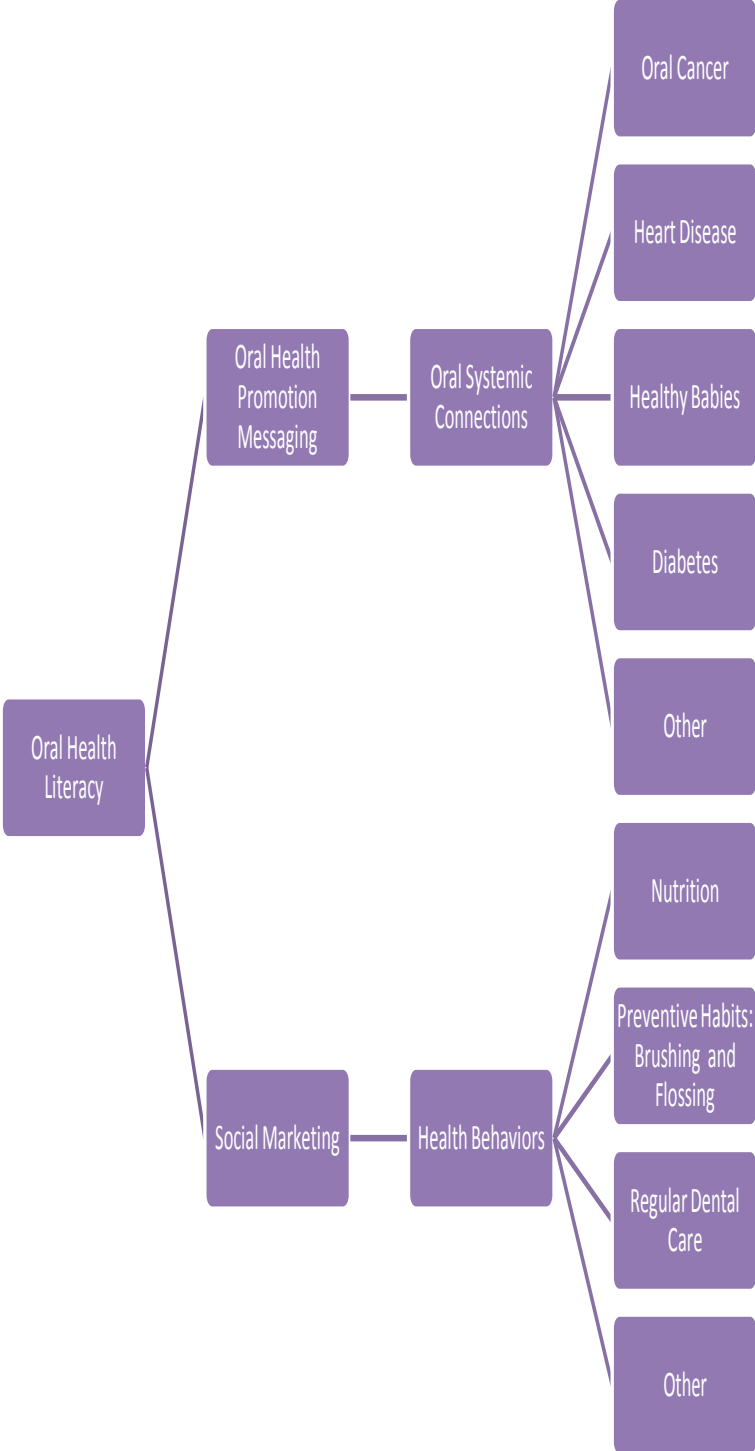 Oral Cancer
Heart Disease
Oral Health
Promotion
Messaging
Oral Systemic
Connections
Healthy Babies
Diabetes
Other
Oral Health
Literacy
Nutrition
Preventive Habits:
Brushing and
Flossing
Social Marketing
Health Behaviors
Regular Dental
Care
Other